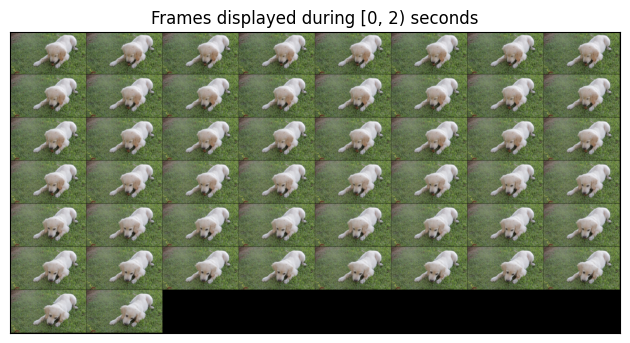 Frames displayed during [0, 2) seconds